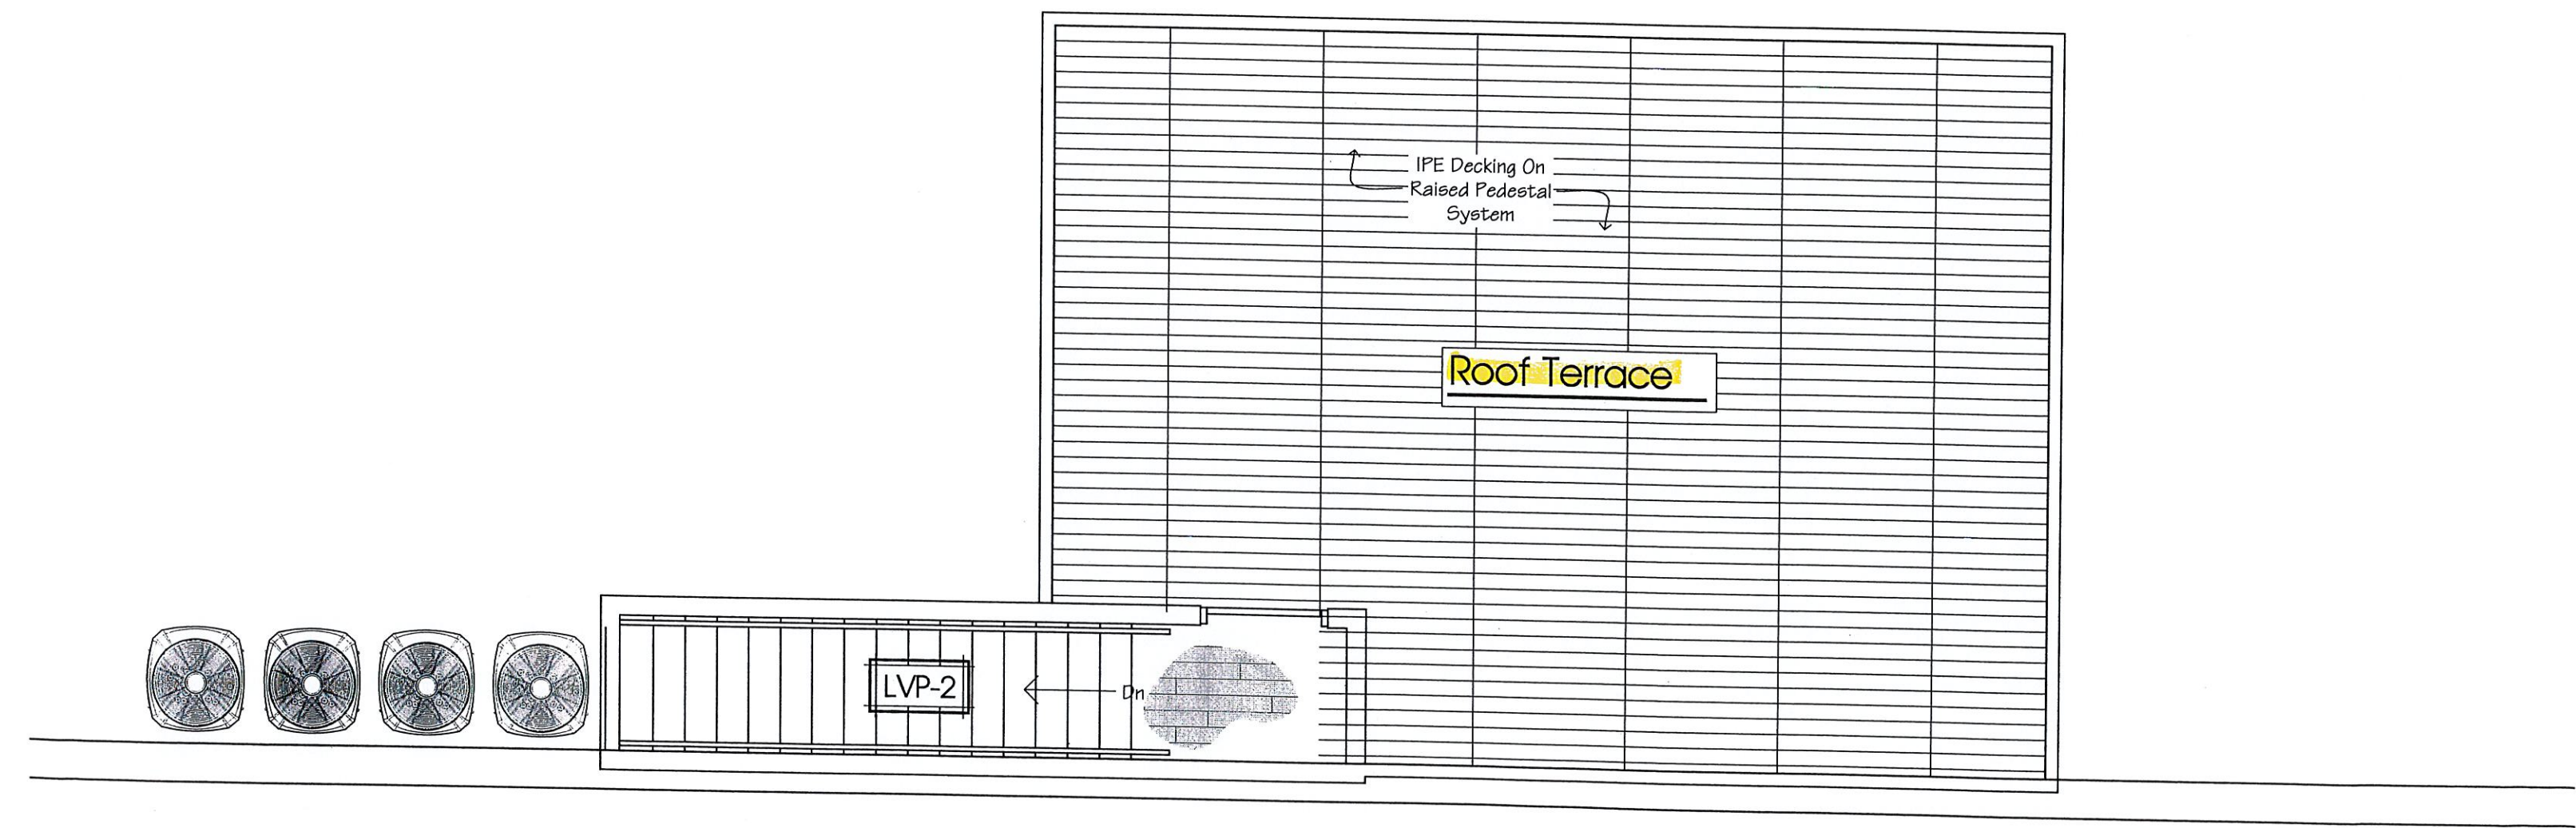 IPE Decking On
Raised Pedestal
System
Roof Terrace
LVP-2
Dn